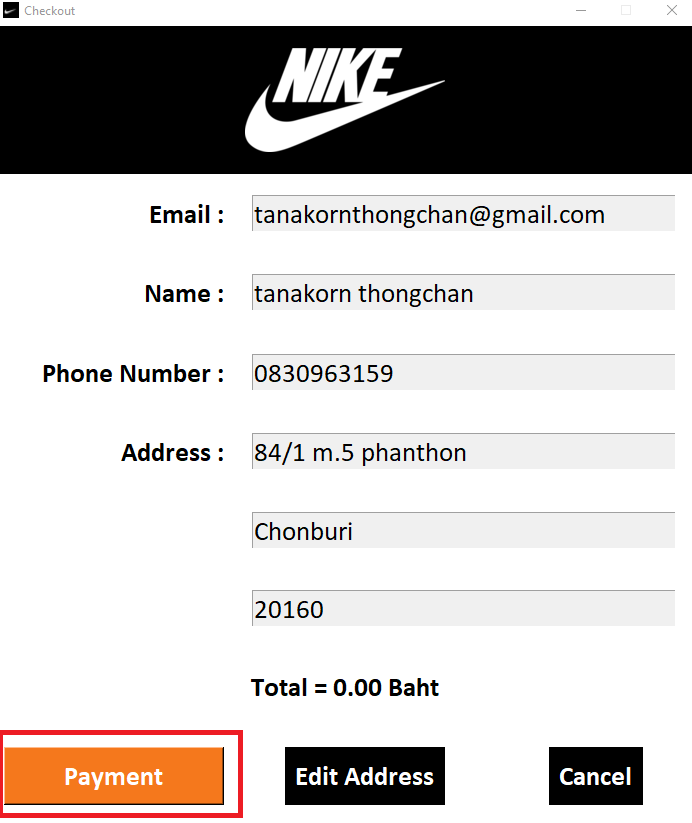 Checkout
NIKE
Email : tanakornthongchan@gmail.com
Name : tanakorn thongchan
Phone Number : 0830963159
Address : 84/1 m.5 phanthon
Chonburi
20160
Total = 0.00 Baht
Payment Edit Address Cancel